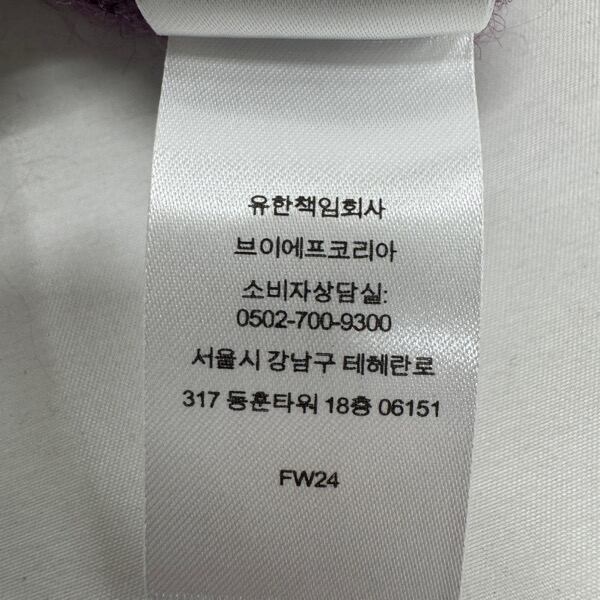 유한책임회사
브이에프코리아
소비자상담실:
0502-700-9300
서울시 강남구 테헤란로
317 동훈타워 18층 06151
FW24